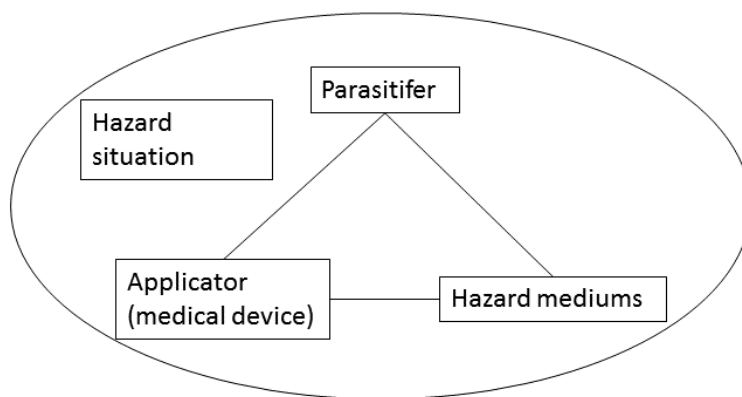 Parasitifer
Hazard
situation
Applicator
(medical device)
Hazard mediums